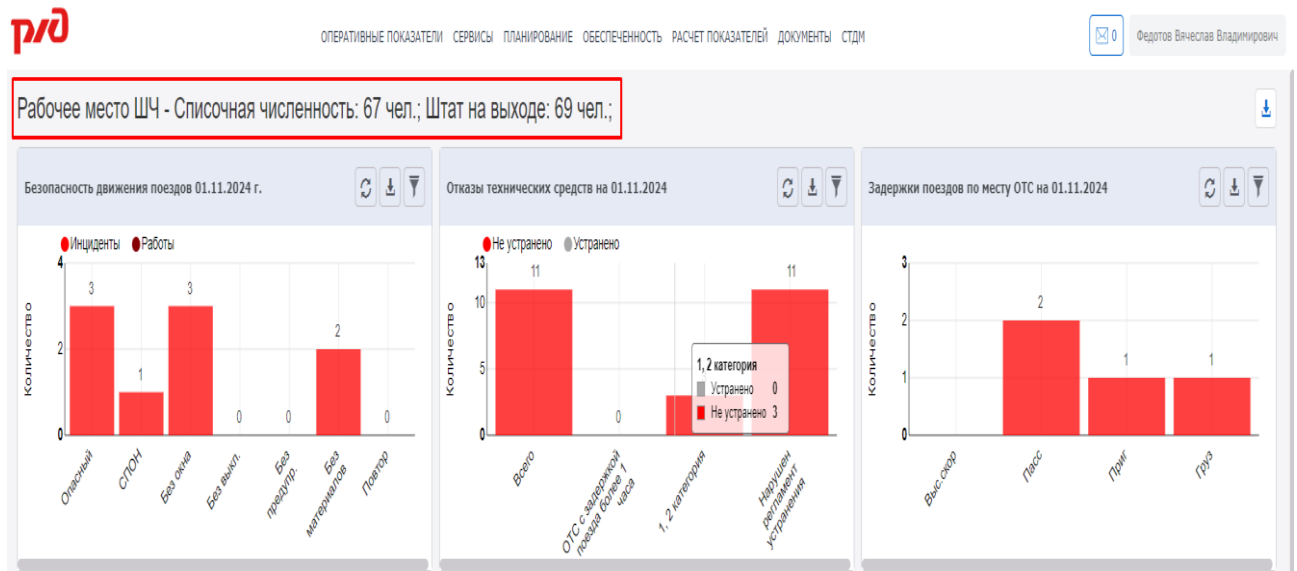 ржд
ОПЕРАТИВНЫЕ ПОКАЗАТЕЛИ СЕРВИСЫ ПЛАНИРОВАНИЕ ОБЕСПЕЧЕННОСТЬ РАСЧЕТ ПОКАЗАТЕЛЕЙ ДОКУМЕНТЫ СТДМ
0
Федотов Вячеслав Владимирович
Рабочее место ШЧ - Списочная численность: 67 чел.; Штат на выходе: 69 чел.;
Безопасность движения поездов 01.11.2024 г.
Инциденты Работы
Количество
4
2
0
3
1
3
0
0
2
0
Опасный
СПОН
Без окна
Без выкл.
Без
предупр.
Без
материалов
Повтор
Отказы технических средств на 01.11.2024
Не устранено Устранено
Количество
13
10
5
0
11
0
11
1, 2 категория
Устранено 0
Не устранено 3
Всего
ОТС с задержкой
поезда более 1
часа
1, 2 категория
Нарушен
регламент
устранения
Задержки поездов по месту ОТС на 01.11.2024
Количество
3
2
1
0
2
1
1
Выс.скор
Пасс
Приг
Груз